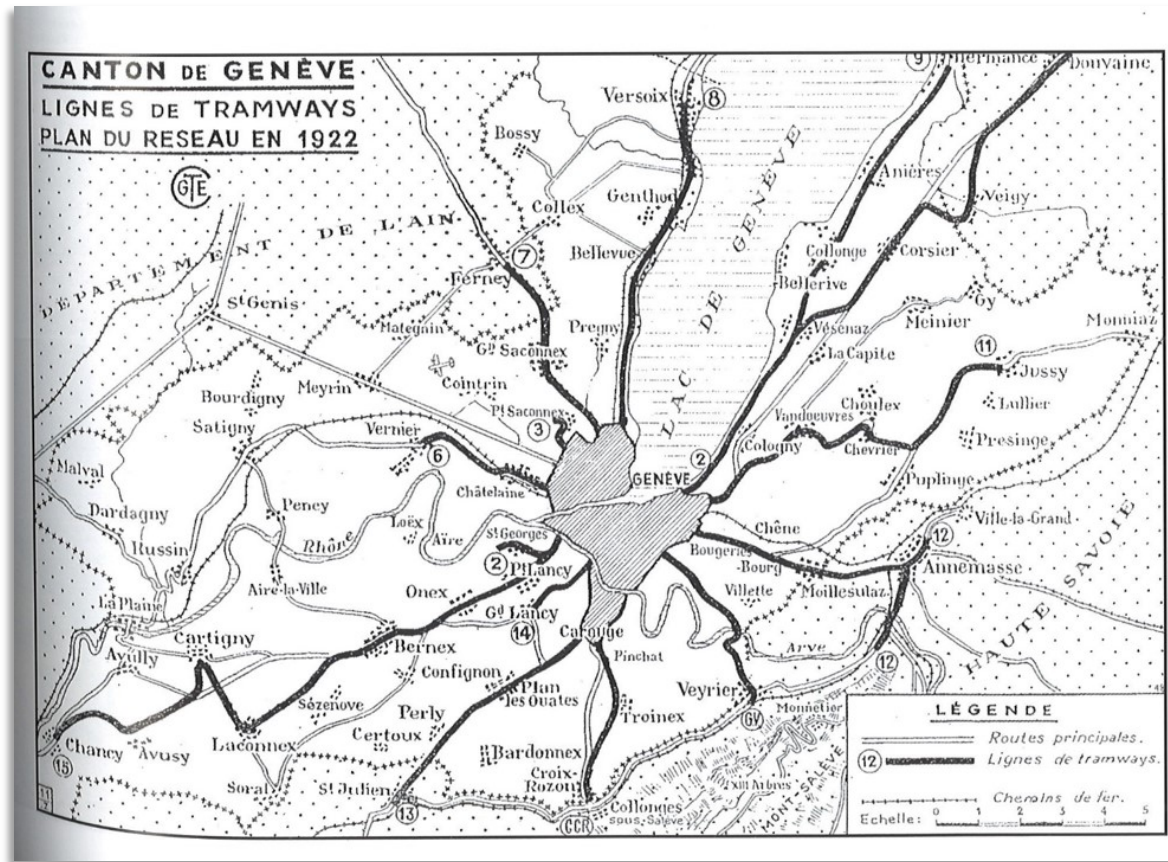 CANTON DE GENÈVE
LIGNES DE TRAMWAYS
PLAN DU RESEAU EN 1922
GTE
DÉPARTEMENT DE L'AIN
LAC DE GENÈVE
HAUTE SAVOIE
9
Hermance
Douvaine
Versoix
8
Bossy
Anières
Veigy
Genthod
Collex
Collonge
Corsier
7
Bellevue
Ferney
Bellerive
St Genis
Gy
Mategnin
Pregny
Vésenaz
Meinier
Monniaz
Gd Saconnex
La Capite
11
Meyrin
Cointrin
Jussy
Bourdigny
Choulex
Lullier
Pt Saconnex
3
Vandoeuvres
Satigny
Vernier
6
Cologny
Chevrier
Presinge
Malval
2
GENÈVE
Châtelaine
Puplinge
Peney
Dardagny
Loëx
Aïre
St Georges
Chêne
Ville-la-Grand
Russin
Rhône
Bougeries
-Bourg
12
2
Pt Lancy
Annemasse
Aire-la-Ville
Onex
Villette
Moillesulaz
La Plaine
Gd Lancy
14
Cartigny
Carouge
Bernex
Pinchat
Arve
Avully
12
Confignon
Plan
les Ouates
Veyrier
Sézenove
Troinex
GV
Monnetier
Perly
Chancy
Avusy
Laconnex
Certoux
Bardonnex
15
Croix-
Rozon
XIII Arbres
Soral
St Julien
13
Collonges
sous-Salève
MONT-SALÈVE
CCR
LÉGENDE
Routes principales.
12
Lignes de tramways.
Chemins de fer.
Echelle:
0 1 2 3 4 5